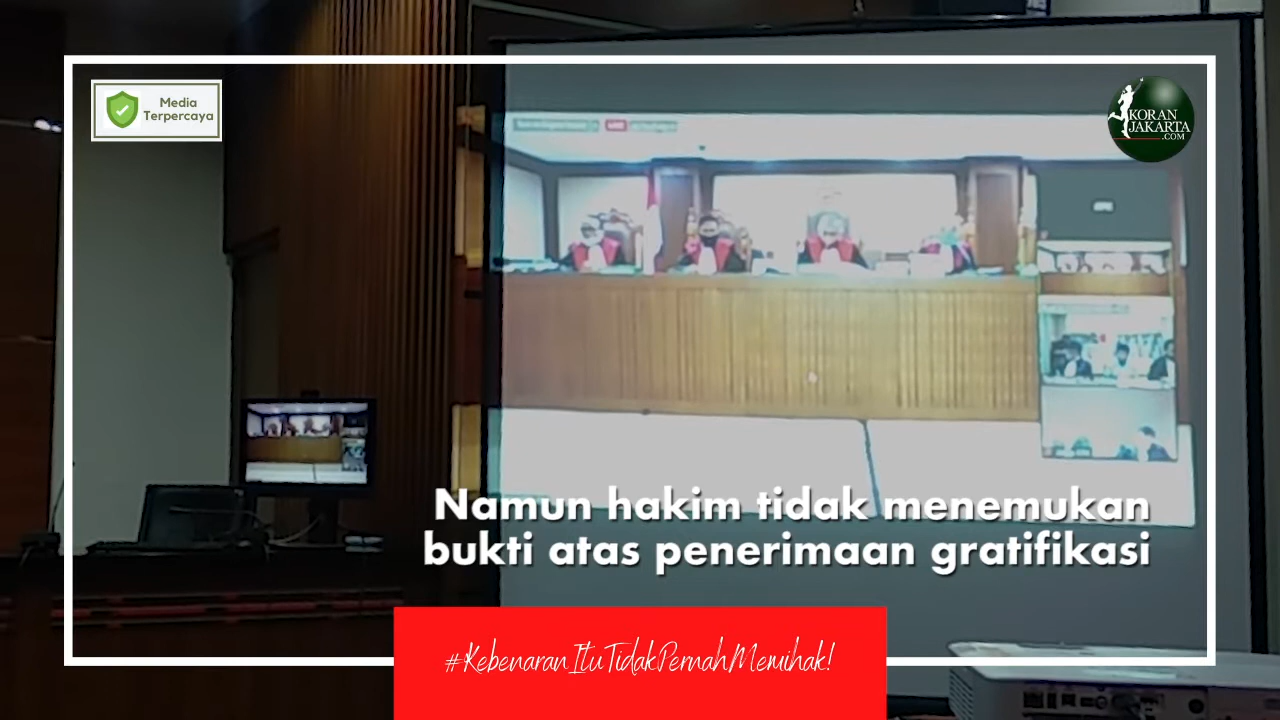 Media
Terpercaya
KORAN
JAKARTA
.COM
Namun hakim tidak menemukan
bukti atas penerimaan gratifikasi
#KebenaranItuTidakPernahMemihak!